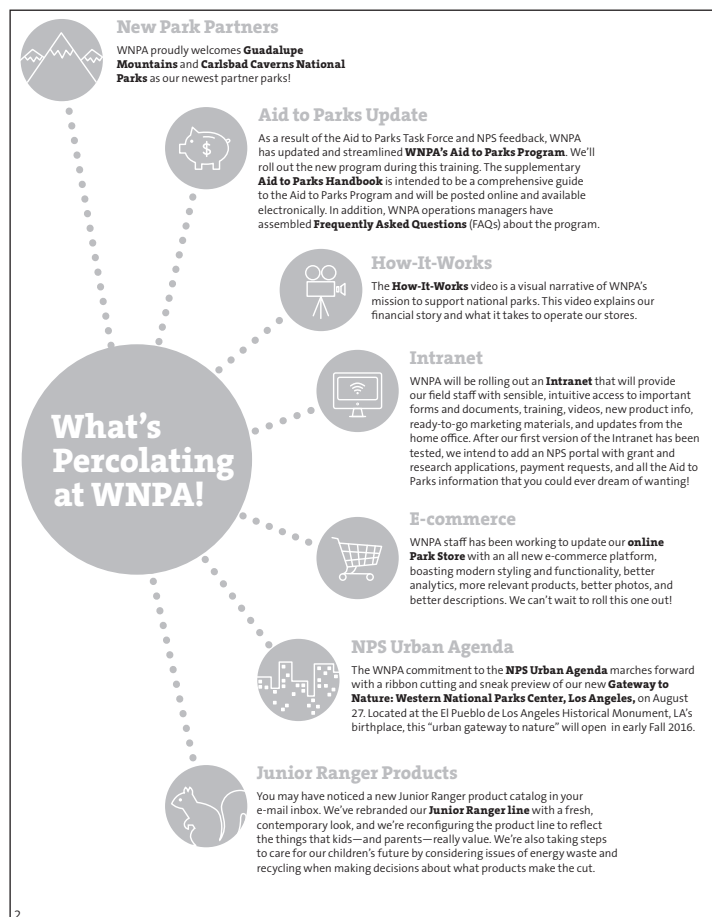 New Park Partners
WNPA proudly welcomes Guadalupe
Mountains and Carlsbad Caverns National
Parks as our newest partner parks!
Aid to Parks Update
As a result of the Aid to Parks Task Force and NPS feedback, WNPA
has updated and streamlined WNPA's Aid to Parks Program. We'll
roll out the new program during this training. The supplementary
Aid to Parks Handbook is intended to be a comprehensive guide
to the Aid to Parks Program and will be posted online and available
electronically. In addition, WNPA operations managers have
assembled Frequently Asked Questions (FAQs) about the program.
$
How-It-Works
The How-It-Works video is a visual narrative of WNPA's
mission to support national parks. This video explains our
financial story and what it takes to operate our stores.
Intranet
WNPA will be rolling out an Intranet that will provide
our field staff with sensible, intuitive access to important
forms and documents, training, videos, new product info,
ready-to-go marketing materials, and updates from the
home office. After our first version of the Intranet has been
tested, we intend to add an NPS portal with grant and
research applications, payment requests, and all the Aid to
Parks information that you could ever dream of wanting!
What's
Percolating
at WNPA!
E-commerce
WNPA staff has been working to update our online
Park Store with an all new e-commerce platform,
boasting modern styling and functionality, better
analytics, more relevant products, better photos, and
better descriptions. We can't wait to roll this one out!
NPS Urban Agenda
The WNPA commitment to the NPS Urban Agenda marches forward
with a ribbon cutting and sneak preview of our new Gateway to
Nature: Western National Parks Center, Los Angeles, on August
27. Located at the El Pueblo de Los Angeles Historical Monument, LA's
birthplace, this "urban gateway to nature" will open in early Fall 2016.
Junior Ranger Products
You may have noticed a new Junior Ranger product catalog in your
e-mail inbox. We've rebranded our Junior Ranger line with a fresh,
contemporary look, and we're reconfiguring the product line to reflect
the things that kids—and parents—really value. We're also taking steps
to care for our children's future by considering issues of energy waste and
recycling when making decisions about what products make the cut.
2